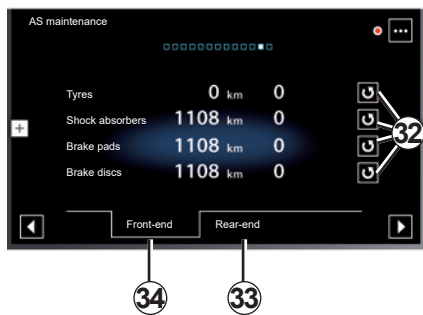 AS maintenance
Tyres 0 km 0
Shock absorbers 1108 km 0
Brake pads 1108 km 0
Brake discs 1108 km 0
32
Front-end Rear-end
34 33